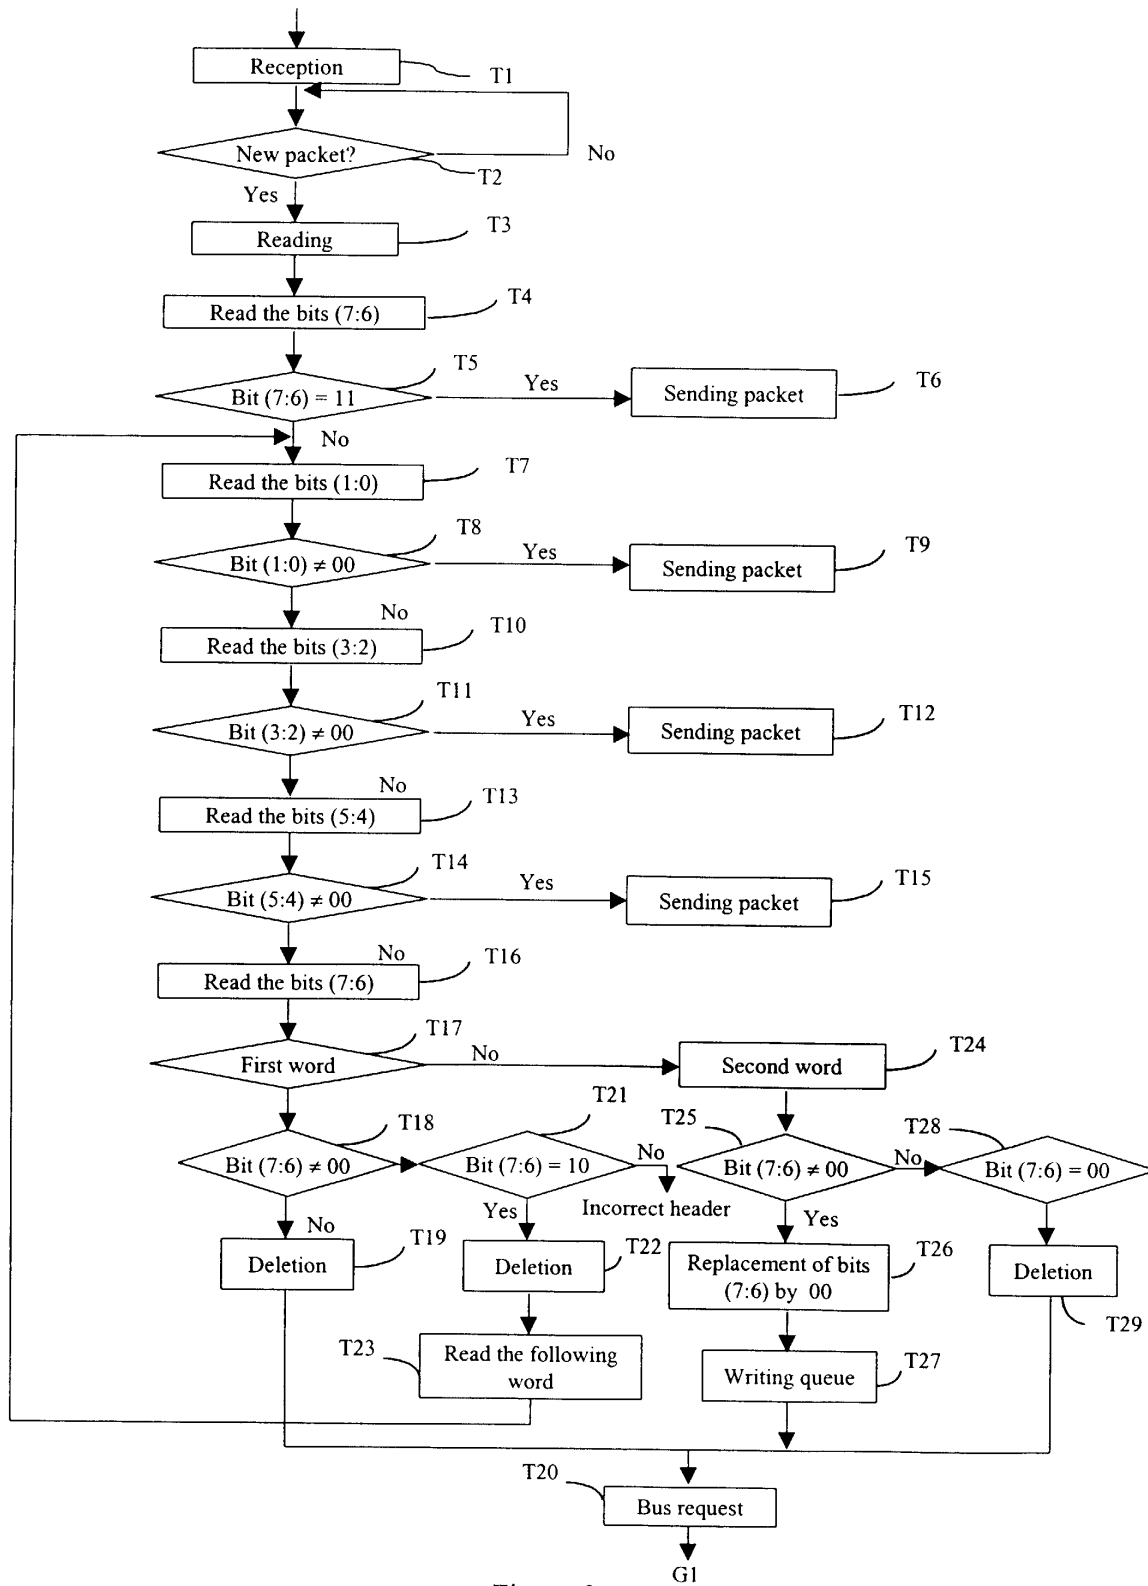 Reception
T1
New packet?
No
T2
Yes
Reading
T3
Read the bits (7:6)
T4
T5
Bit (7:6) = 11
Yes
Sending packet
T6
No
Read the bits (1:0)
T7
T8
Bit (1:0) ≠ 00
Yes
Sending packet
T9
No
Read the bits (3:2)
T10
T11
Bit (3:2) ≠ 00
Yes
Sending packet
T12
No
Read the bits (5:4)
T13
T14
Bit (5:4) ≠ 00
Yes
Sending packet
T15
No
Read the bits (7:6)
T16
T17
First word
No
Second word
T24
T18
Bit (7:6) ≠ 00
T21
Bit (7:6) = 10
No
Incorrect header
T25
Bit (7:6) ≠ 00
No
T28
Bit (7:6) = 00
No
Deletion
T19
Yes
Deletion
T22
Yes
Replacement of bits
(7:6) by 00
T26
Deletion
T29
T23
Read the following
word
Writing queue
T27
T20
Bus request
G1